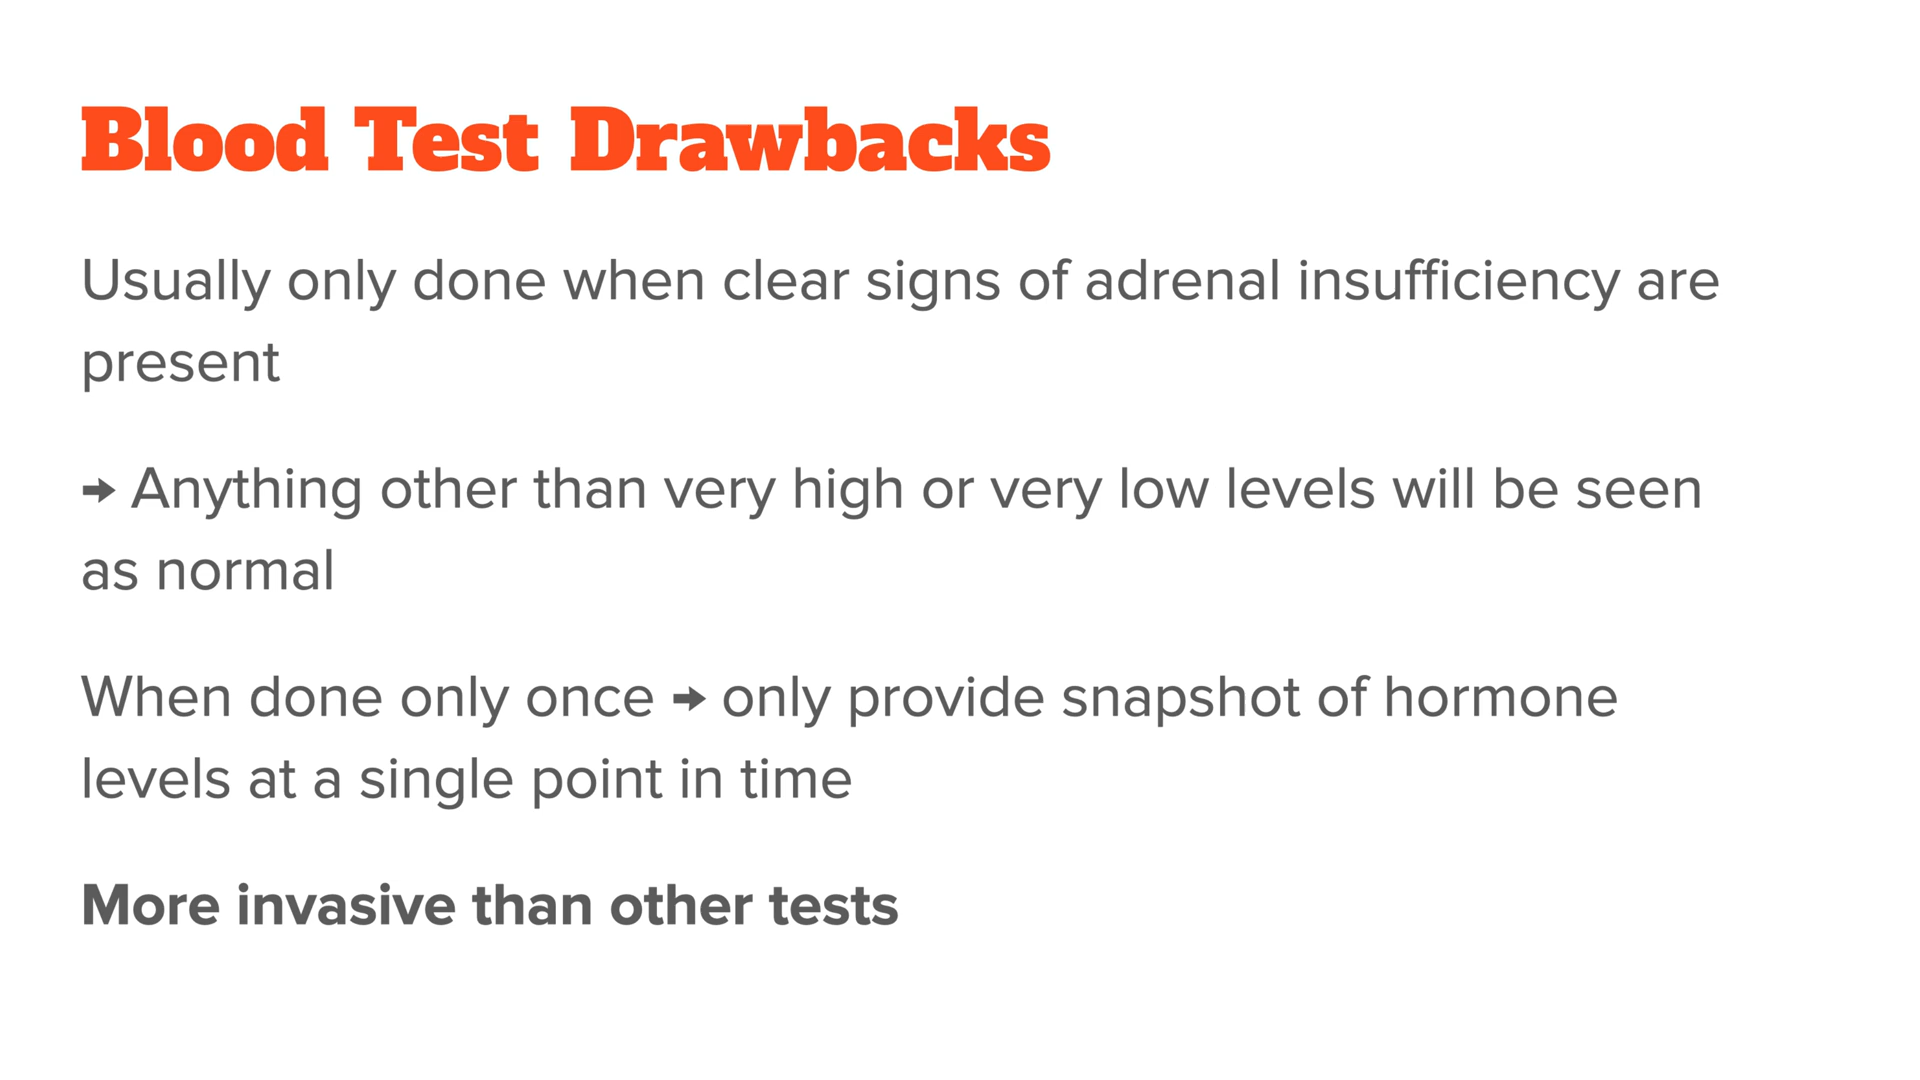 Blood Test Drawbacks
Usually only done when clear signs of adrenal insufficiency are
present
➜ Anything other than very high or very low levels will be seen
as normal
When done only once ➜ only provide snapshot of hormone
levels at a single point in time
More invasive than other tests